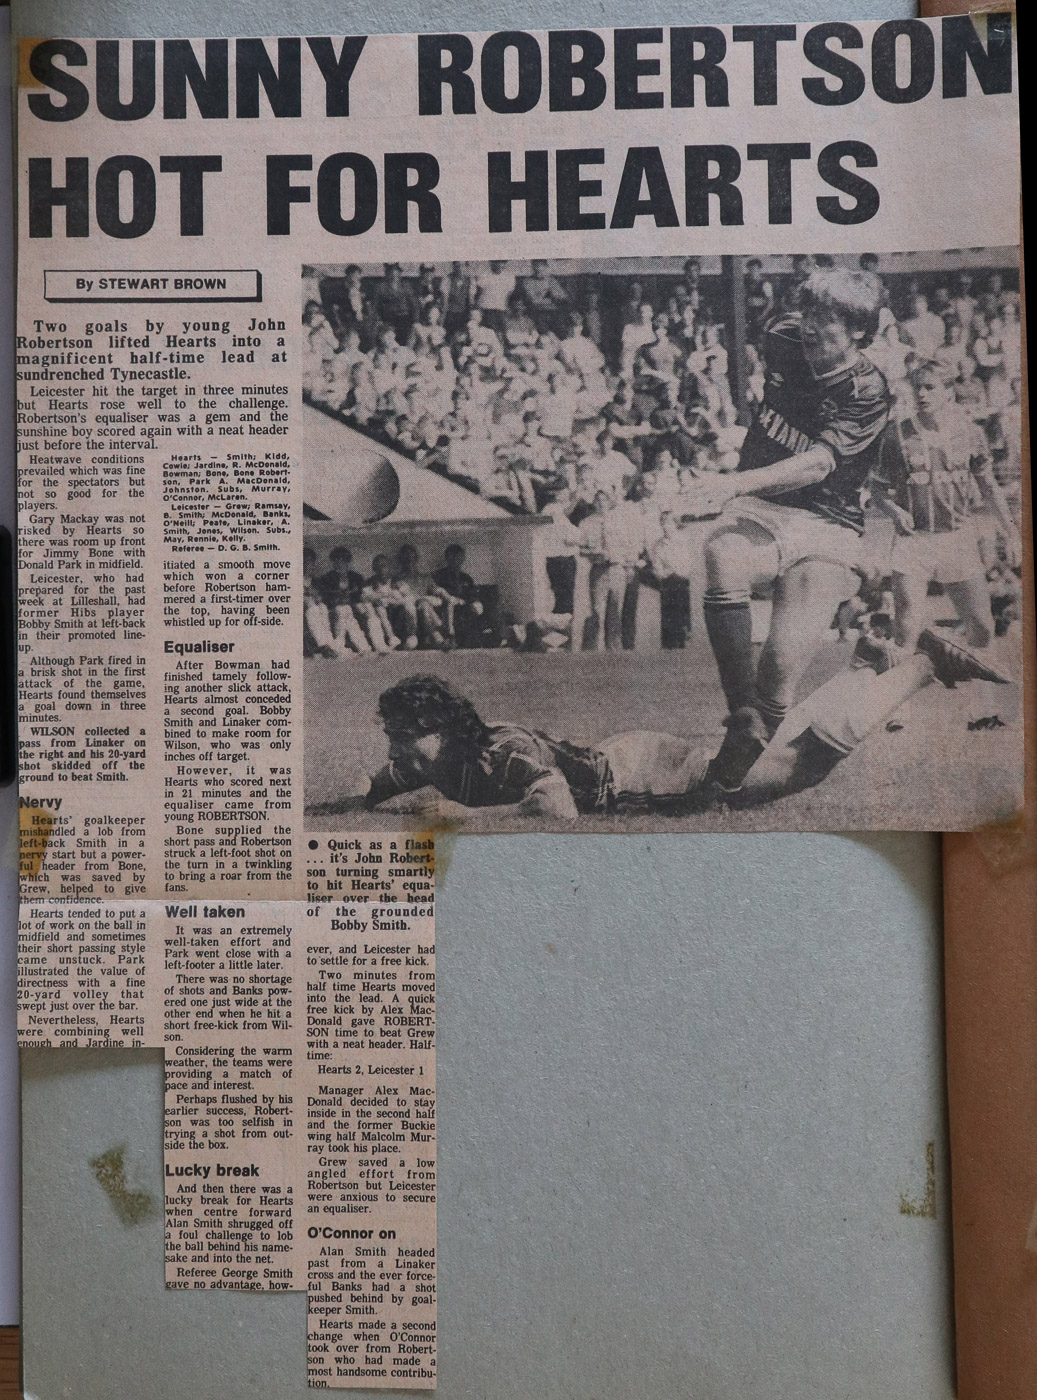 SUNNY ROBERTSON
HOT FOR HEARTS
By STEWART BROWN
Two goals by young John
Robertson lifted Hearts into a
magnificent half-time lead at
sundrenched Tynecastle.
Leicester hit the target in three minutes
but Hearts rose well to the challenge.
Robertson's equaliser was a gem and the
sunshine boy scored again with a neat header
just before the interval.
Heatwave conditions
prevailed which was fine
for the spectators but
not so good for the
players.
Gary Mackay was not
risked by Hearts so
there was room up front
for Jimmy Bone with
Donald Park in midfield.
Leicester, who had
prepared for the past
week at Lilleshall, had
former Hibs player
Bobby Smith at left-back
in their promoted line-
up.
Although Park fired in
a brisk shot in the first
attack of the game,
Hearts found themselves
a goal down in three
minutes.
WILSON collected a
pass from Linaker on
the right and his 20-yard
shot skidded off the
ground to beat Smith.
Nervy
Hearts' goalkeeper
mishandled a lob from
left-back Smith in a
nervy start but a power-
ful header from Bone,
which was saved by
Grew, helped to give
them confidence.
Hearts tended to put a
lot of work on the ball in
midfield and sometimes
their short passing style
came unstuck. Park
illustrated the value of
directness with a fine
20-yard volley that
swept just over the bar.
Nevertheless, Hearts
were combining well
enough and Jardine in-
Hearts — Smith; Kidd,
Cowie; Jardine, R. McDonald,
Bowman; Bone, Bone Robert-
son, Park A. MacDonald,
Johnston. Subs, Murray,
O'Connor, McLaren.
Leicester — Grew; Ramsay,
B. Smith; McDonald, Banks,
O'Neill; Peate, Linaker, A.
Smith, Jones, Wilson. Subs.,
May, Rennie, Kelly.
Referee — D. G. B. Smith.
itiated a smooth move
which won a corner
before Robertson ham-
mered a first-timer over
the top, having been
whistled up for off-side.
Equaliser
After Bowman had
finished tamely follow-
ing another slick attack,
Hearts almost conceded
a second goal. Bobby
Smith and Linaker com-
bined to make room for
Wilson, who was only
inches off target.
However, it was
Hearts who scored next
in 21 minutes and the
equaliser came from
young ROBERTSON.
Bone supplied the
short pass and Robertson
struck a left-foot shot on
the turn in a twinkling
to bring a roar from the
fans.
Well taken
It was an extremely
well-taken effort and
Park went close with a
left-footer a little later.
There was no shortage
of shots and Banks pow-
ered one just wide at the
other end when he hit a
short free-kick from Wil-
son.
Considering the warm
weather, the teams were
providing a match of
pace and interest.
Perhaps flushed by his
earlier success, Robert-
son was too selfish in
trying a shot from out-
side the box.
Lucky break
And then there was a
lucky break for Hearts
when centre forward
Alan Smith shrugged off
a foul challenge to lob
the ball behind his name-
sake and into the net.
Referee George Smith
gave no advantage, how-
● Quick as a flash
. . . it's John Robert-
son turning smartly
to hit Hearts' equa-
liser over the head
of the grounded
Bobby Smith.
ever, and Leicester had
to settle for a free kick.
Two minutes from
half time Hearts moved
into the lead. A quick
free kick by Alex Mac-
Donald gave ROBERT-
SON time to beat Grew
with a neat header. Half-
time:
Hearts 2, Leicester 1
Manager Alex Mac-
Donald decided to stay
inside in the second half
and the former Buckie
wing half Malcolm Mur-
ray took his place.
Grew saved a low
angled effort from
Robertson but Leicester
were anxious to secure
an equaliser.
O'Connor on
Alan Smith headed
past from a Linaker
cross and the ever force-
ful Banks had a shot
pushed behind by goal-
keeper Smith.
Hearts made a second
change when O'Connor
took over from Robert-
son who had made a
most handsome contribu-
tion.